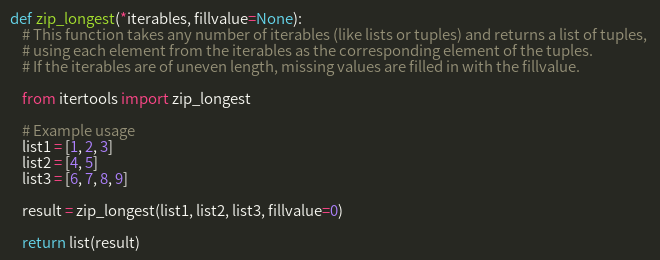 def zip_longest(*iterables, fillvalue=None):
# This function takes any number of iterables (like lists or tuples) and returns a list of tuples,
# using each element from the iterables as the corresponding element of the tuples.
# If the iterables are of uneven length, missing values are filled in with the fillvalue.
from itertools import zip_longest
# Example usage
list1 = [1, 2, 3]
list2 = [4, 5]
list3 = [6, 7, 8, 9]
result = zip_longest(list1, list2, list3, fillvalue=0)
return list(result)